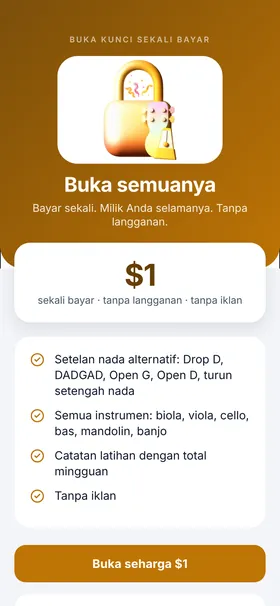 BUKA KUNCI SEKALI BAYAR
Buka semuanya
Bayar sekali. Milik Anda selamanya. Tanpa
langganan.
$1
sekali bayar · tanpa langganan · tanpa iklan
Setelan nada alternatif: Drop D,
DADGAD, Open G, Open D, turun
setengah nada
Semua instrumen: biola, viola, cello,
bas, mandolin, banjo
Catatan latihan dengan total
mingguan
Tanpa iklan
Buka seharga $1